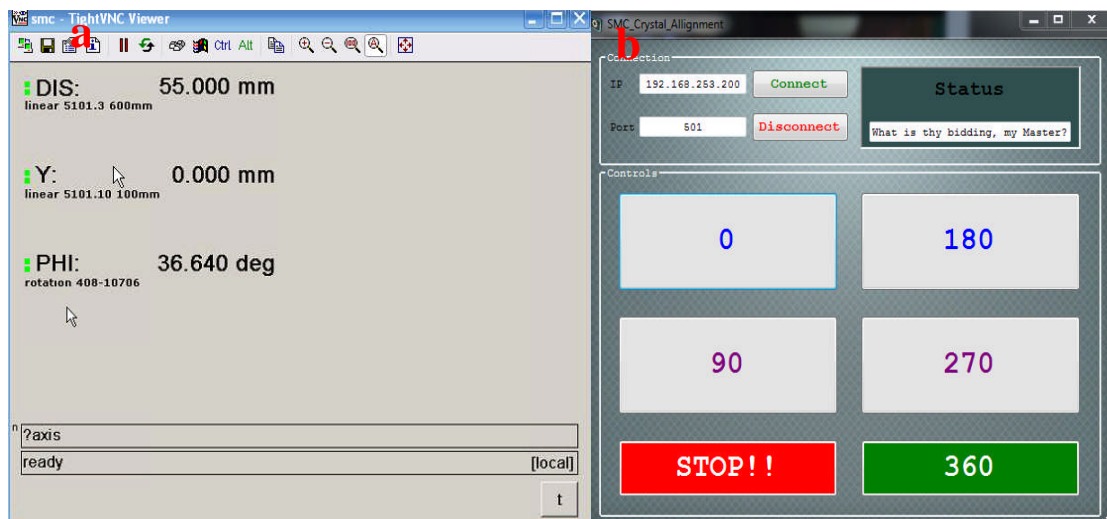 smc - TightVNC Viewer
a
Ctrl Alt
DIS: 55.000 mm
linear 5101.3 600mm
Y: 0.000 mm
linear 5101.10 100mm
PHI: 36.640 deg
rotation 408-10706
n
?axis
ready [local]
t
SMC_Crystal_Allignment
b
Connection
IP 192.168.253.200 Connect
Port 501 Disconnect
Status
What is thy bidding, my Master?
Controls
0 180
90 270
STOP!! 360